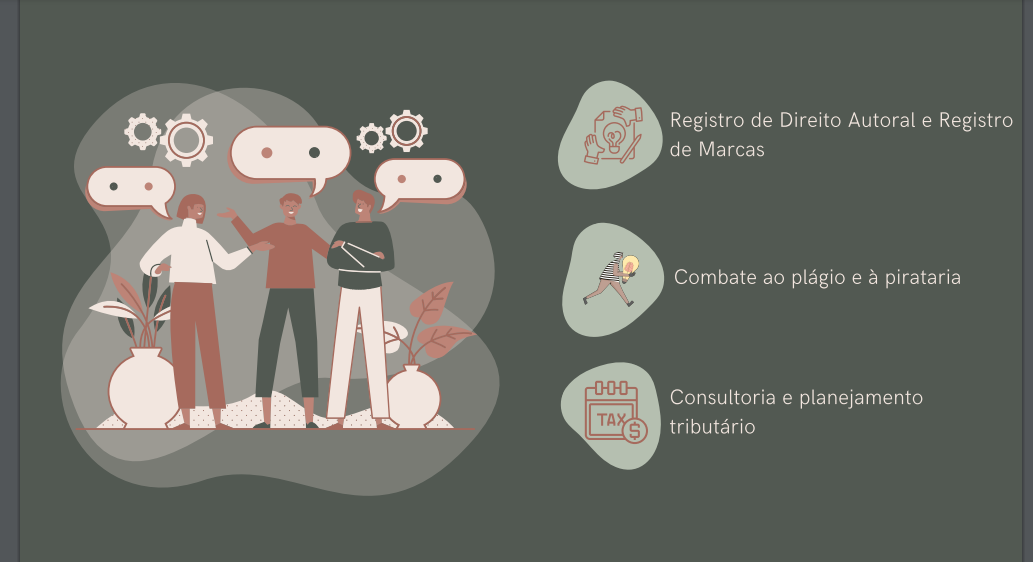 Registro de Direito Autoral e Registro
de Marcas
Combate ao plágio e à pirataria
Consultoria e planejamento
TAX
$
tributário